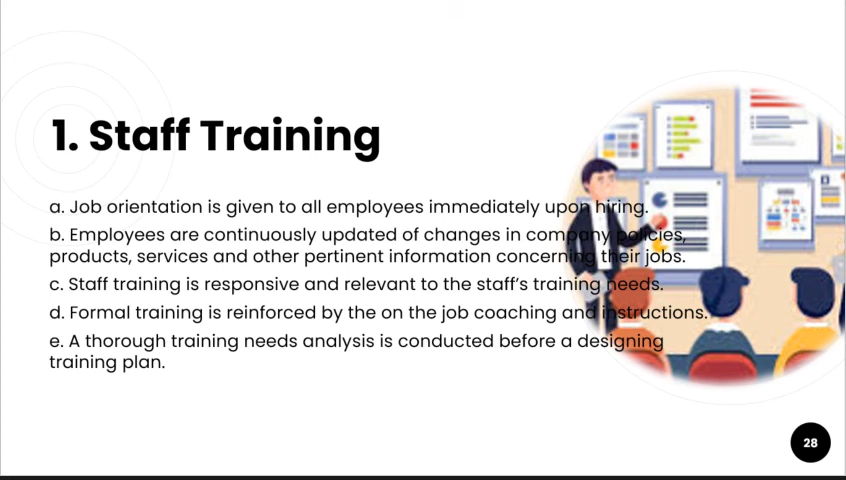 1. Staff Training
a. Job orientation is given to all employees immediately upon hiring.
b. Employees are continuously updated of changes in company policies,
products, services and other pertinent information concerning their jobs.
c. Staff training is responsive and relevant to the staff’s training needs.
d. Formal training is reinforced by the on the job coaching and instructions.
e. A thorough training needs analysis is conducted before a designing
training plan.
28